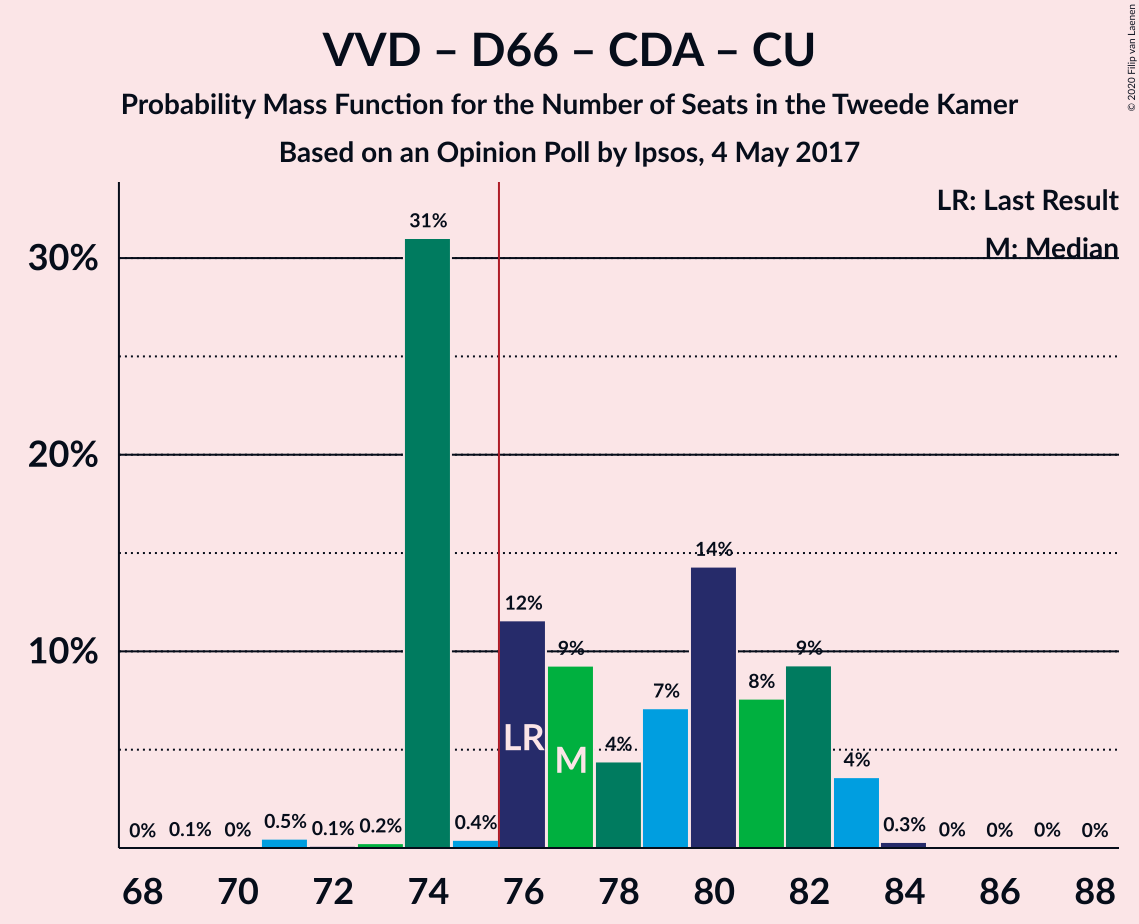 VVD – D66 – CDA – CU
Probability Mass Function for the Number of Seats in the Tweede Kamer
Based on an Opinion Poll by Ipsos, 4 May 2017
© 2020 Filip van Laenen
LR: Last Result
M: Median
30%
20%
10%
0%
0.1%
0%
0.5%
0.1%
0.2%
31%
0.4%
12%
9%
4%
7%
14%
8%
9%
4%
0.3%
0%
0%
0%
0%
LR
M
68 70 72 74 76 78 80 82 84 86 88